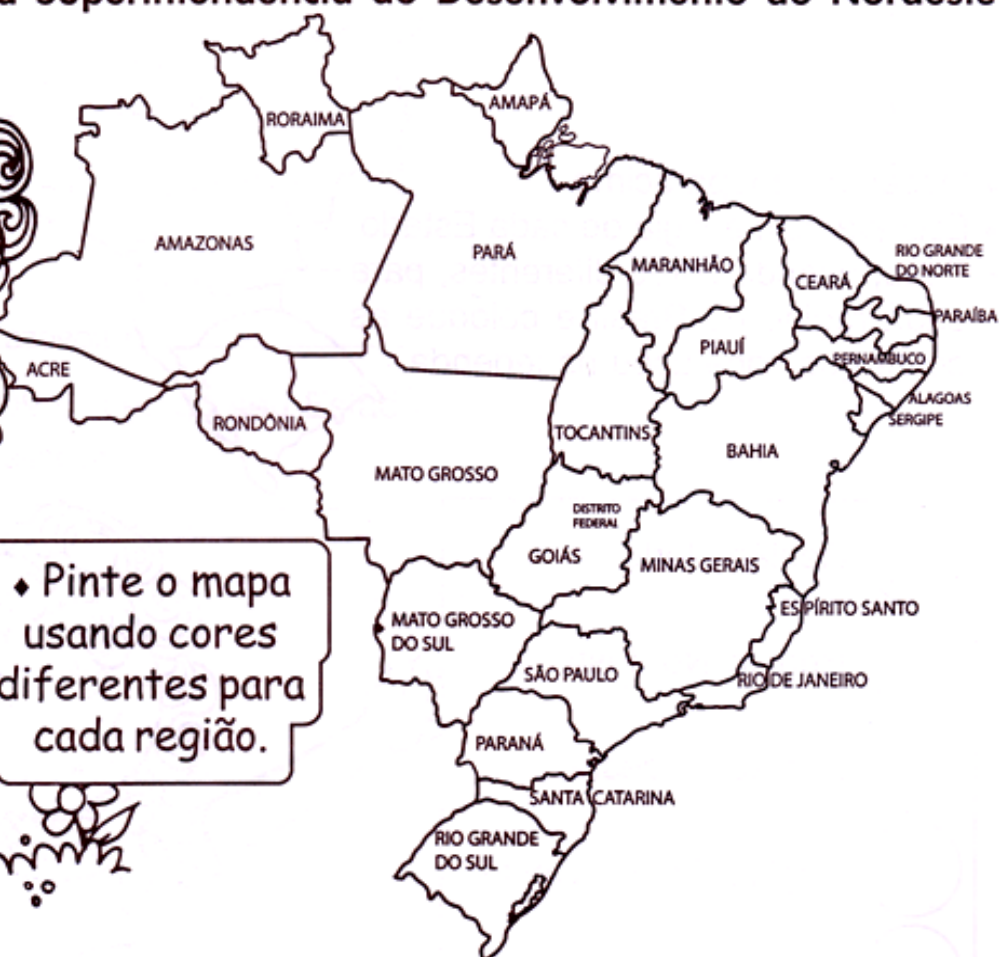 a Superintendência do Desenvolvimento do Nordeste
RORAIMA
AMAPÁ
AMAZONAS
PARÁ
MARANHÃO
CEARÁ
RIO GRANDE
DO NORTE
PARAÍBA
PIAUÍ
PERNAMBUCO
ACRE
ALAGOAS
SERGIPE
RONDÔNIA
TOCANTINS
BAHIA
MATO GROSSO
DISTRITO
FEDERAL
GOIÁS
MINAS GERAIS
♦ Pinte o mapa
usando cores
diferentes para
cada região.
MATO GROSSO
DO SUL
ESPÍRITO SANTO
SÃO PAULO
RIO DE JANEIRO
PARANÁ
SANTA CATARINA
RIO GRANDE
DO SUL